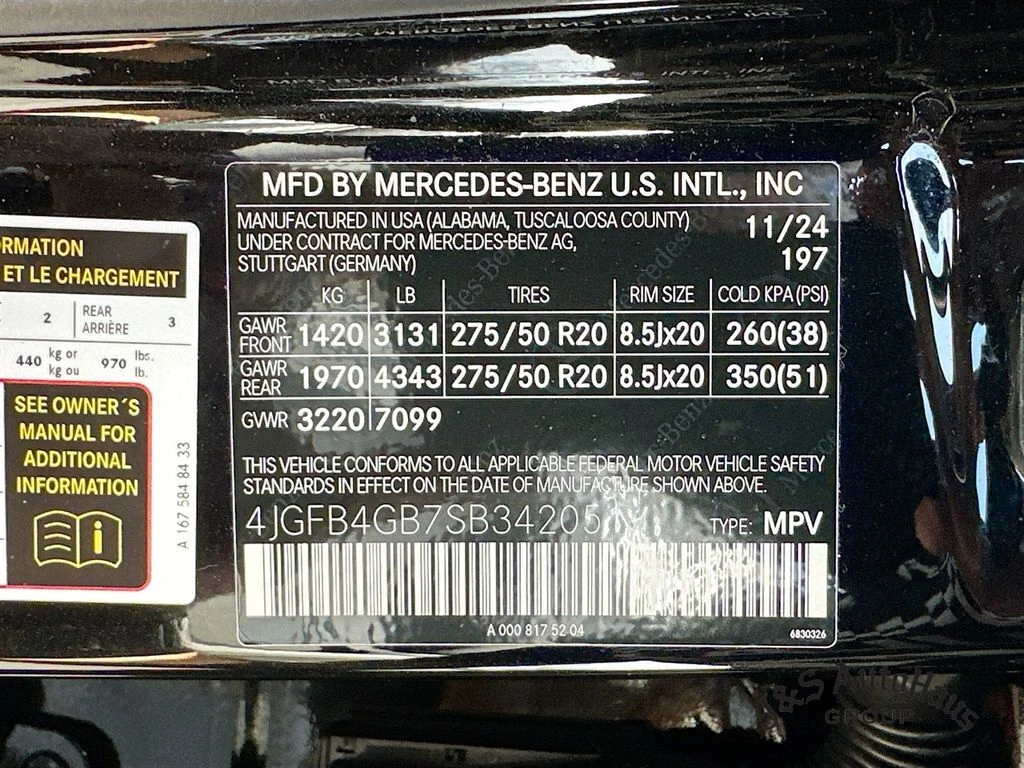 RMATION
ET LE CHARGEMENT
2 REAR 3
ARRIÈRE
440 kg or 970 lbs.
kg ou lb.
SEE OWNER´S
MANUAL FOR
ADDITIONAL
INFORMATION
A 167 584 84 33
MFD BY MERCEDES-BENZ U.S. INTL., INC
MANUFACTURED IN USA (ALABAMA, TUSCALOOSA COUNTY) 11/24
UNDER CONTRACT FOR MERCEDES-BENZ AG, 197
STUTTGART (GERMANY)
KG LB TIRES RIM SIZE COLD KPA (PSI)
GAWR FRONT 1420 3131 275/50 R20 8.5Jx20 260(38)
GAWR REAR 1970 4343 275/50 R20 8.5Jx20 350(51)
GVWR 3220 7099
THIS VEHICLE CONFORMS TO ALL APPLICABLE FEDERAL MOTOR VEHICLE SAFETY
STANDARDS IN EFFECT ON THE DATE OF MANUFACTURE SHOWN ABOVE.
TYPE: MPV
A 000 817 52 04
6830326
AutoHaus
GROUP